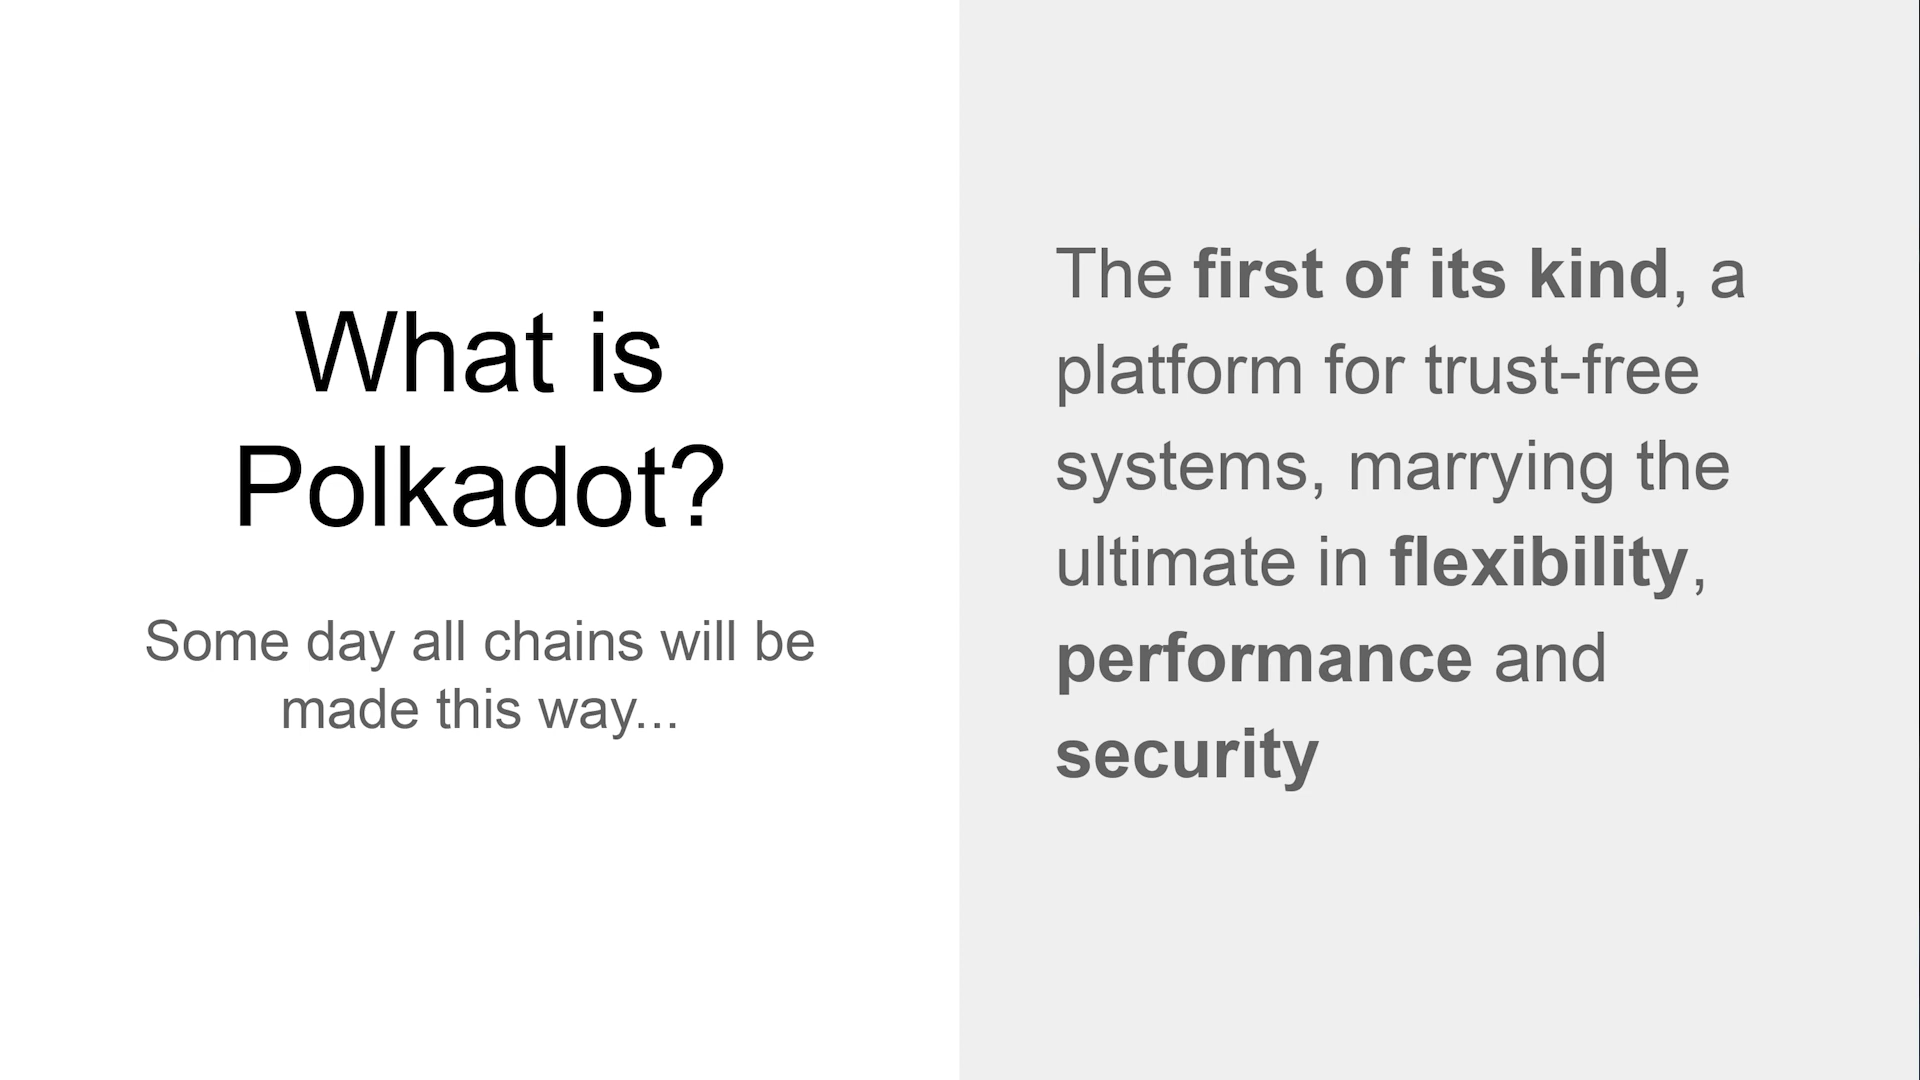 What is
Polkadot?
Some day all chains will be
made this way...
The first of its kind, a
platform for trust-free
systems, marrying the
ultimate in flexibility,
performance and
security